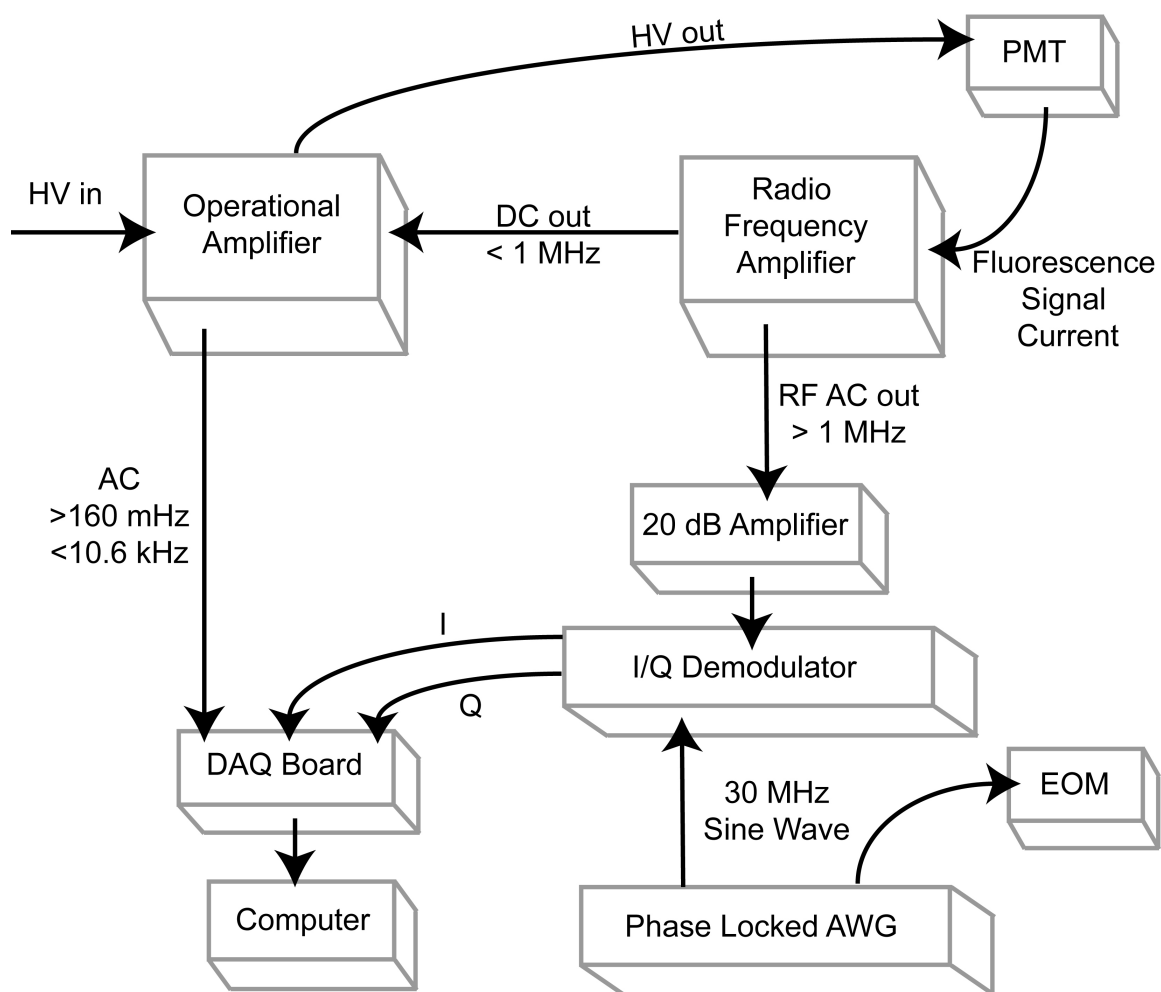 HV out
PMT
HV in
Operational
Amplifier
DC out
< 1 MHz
Radio
Frequency
Amplifier
Fluorescence
Signal
Current
RF AC out
> 1 MHz
AC
>160 mHz
<10.6 kHz
20 dB Amplifier
I
I/Q Demodulator
Q
DAQ Board
30 MHz
Sine Wave
EOM
Computer
Phase Locked AWG